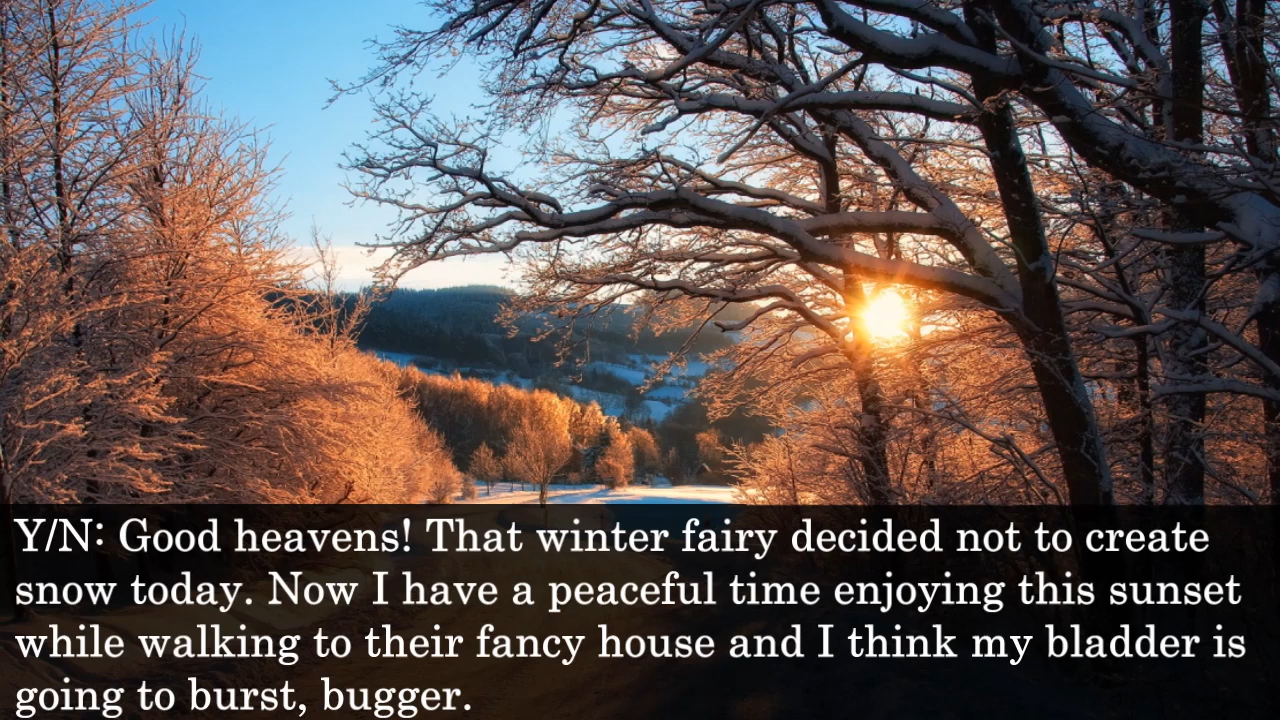 Y/N: Good heavens! That winter fairy decided not to create
snow today. Now I have a peaceful time enjoying this sunset
while walking to their fancy house and I think my bladder is
going to burst, bugger.